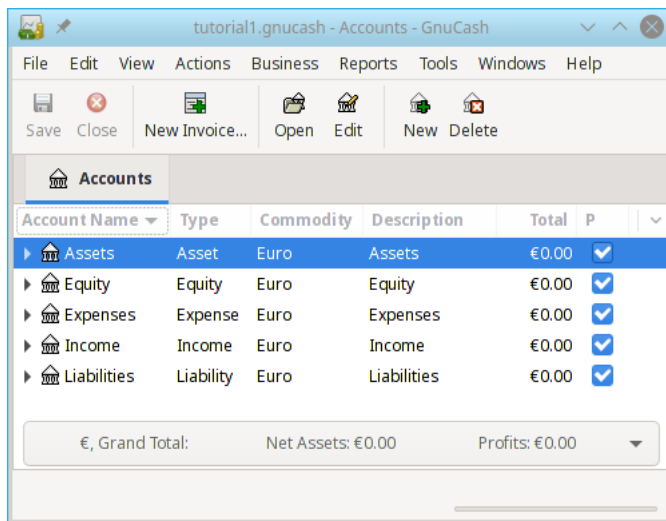 tutorial1.gnucash - Accounts - GnuCash
File Edit View Actions Business Reports Tools Windows Help
Save Close New Invoice... Open Edit New Delete
Accounts
Account Name Type Commodity Description Total P
Assets Asset Euro Assets €0.00
Equity Equity Euro Equity €0.00
Expenses Expense Euro Expenses €0.00
Income Income Euro Income €0.00
Liabilities Liability Euro Liabilities €0.00
€, Grand Total: Net Assets: €0.00 Profits: €0.00